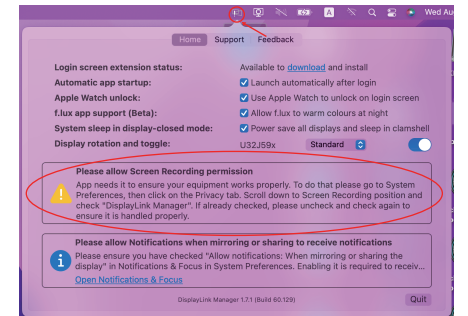 A
Wed Au
Home Support Feedback
Login screen extension status: Available to download and install
Automatic app startup: Launch automatically after login
Apple Watch unlock: Use Apple Watch to unlock on login screen
f.lux app support (Beta): Allow f.lux to warm colours at night
System sleep in display-closed mode: Power save all displays and sleep in clamshell
Display rotation and toggle: U32J59x Standard
Please allow Screen Recording permission
App needs it to ensure your equipment works properly. To do that please go to System
Preferences, then click on the Privacy tab. Scroll down to Screen Recording position and
check "DisplayLink Manager". If already checked, please uncheck and check again to
ensure it is handled properly.
Please allow Notifications when mirroring or sharing to receive notifications
Please ensure you have checked "Allow notifications: When mirroring or sharing the
display" in Notifications & Focus in System Preferences. Enabling it is required to receiv...
Open Notifications & Focus
DisplayLink Manager 1.7.1 (Build 60.129)
Quit